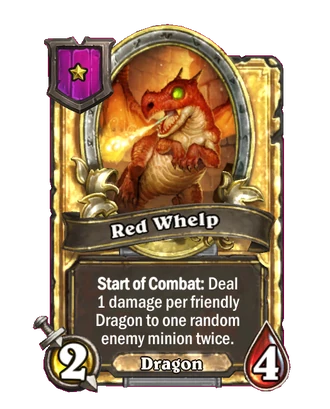 Red Whelp
Start of Combat: Deal
1 damage per friendly
Dragon to one random
enemy minion twice.
2
Dragon
4